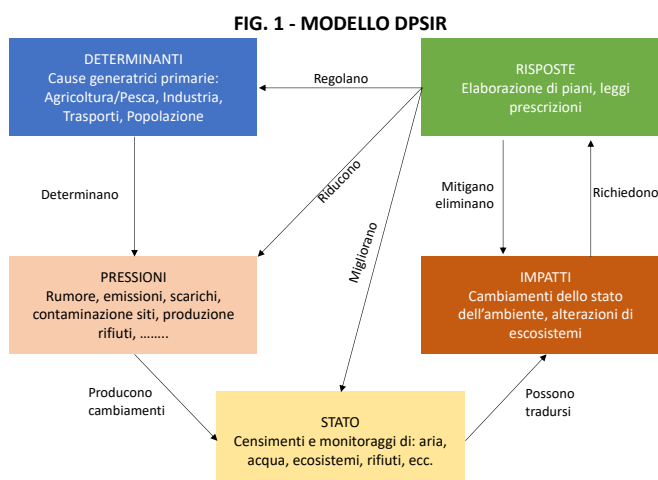 FIG. 1 - MODELLO DPSIR
DETERMINANTI
Cause generatrici primarie:
Agricoltura/Pesca, Industria,
Trasporti, Popolazione
Regolano
RISPOSTE
Elaborazione di piani, leggi
prescrizioni
Determinano
Riducono
Migliorano
Mitigano
eliminano
Richiedono
PRESSIONI
Rumore, emissioni, scarichi,
contaminazione siti, produzione
rifiuti, ……..
IMPATTI
Cambiamenti dello stato
dell’ambiente, alterazioni di
escosistemi
Producono
cambiamenti
STATO
Censimenti e monitoraggi di: aria,
acqua, ecosistemi, rifiuti, ecc.
Possono
tradursi